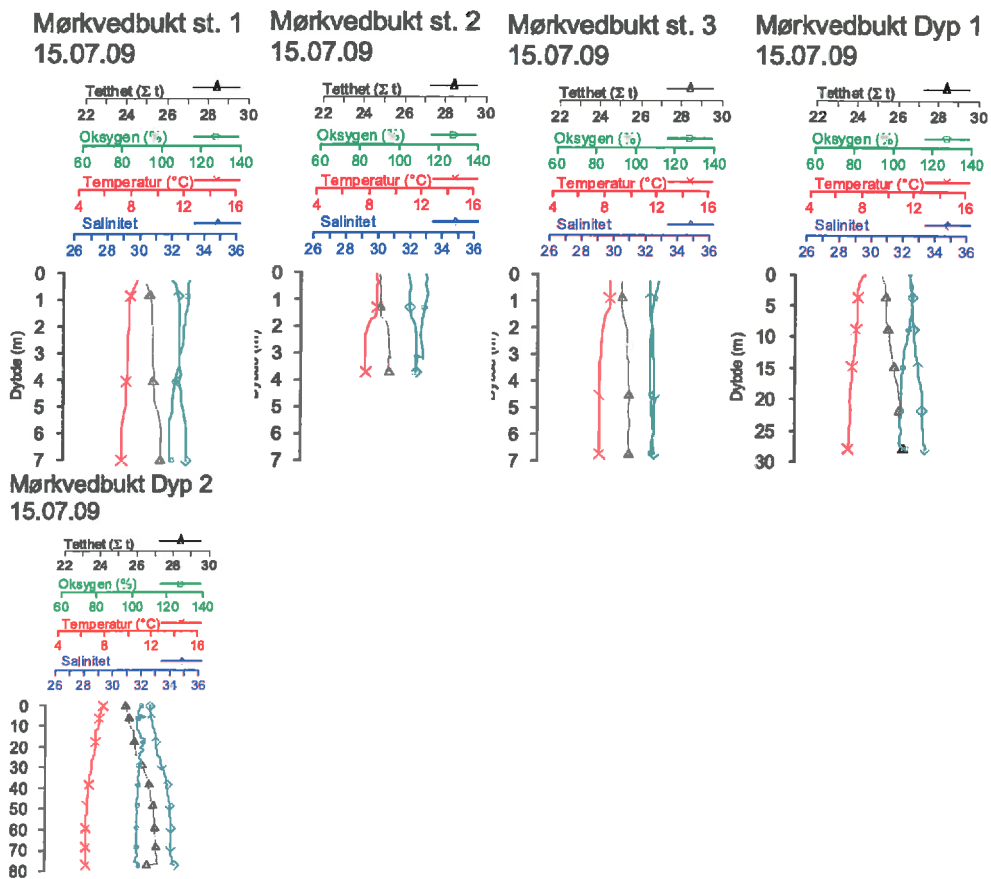 Mørkvedbukt st. 1
15.07.09
Tetthet (Σ t)
22 24 26 28 30
Oksygen (%)
60 80 100 120 140
Temperatur (°C)
4 8 12 16
Salinitet
26 28 30 32 34 36
Dybde (m)
0
1
2
3
4
5
6
7
Mørkvedbukt st. 2
15.07.09
Tetthet (Σ t)
22 24 26 28 30
Oksygen (%)
60 80 100 120 140
Temperatur (°C)
4 8 12 16
Salinitet
26 28 30 32 34 36
Dybde (m)
0
1
2
3
4
5
6
7
Mørkvedbukt st. 3
15.07.09
Tetthet (Σ t)
22 24 26 28 30
Oksygen (%)
60 80 100 120 140
Temperatur (°C)
4 8 12 16
Salinitet
26 28 30 32 34 36
Dybde (m)
0
1
2
3
4
5
6
7
Mørkvedbukt Dyp 1
15.07.09
Tetthet (Σ t)
22 24 26 28 30
Oksygen (%)
60 80 100 120 140
Temperatur (°C)
4 8 12 16
Salinitet
26 28 30 32 34 36
Dybde (m)
0
5
10
15
20
25
30
Mørkvedbukt Dyp 2
15.07.09
Tetthet (Σ t)
22 24 26 28 30
Oksygen (%)
60 80 100 120 140
Temperatur (°C)
4 8 12 16
Salinitet
26 28 30 32 34 36
0
10
20
30
40
50
60
70
80